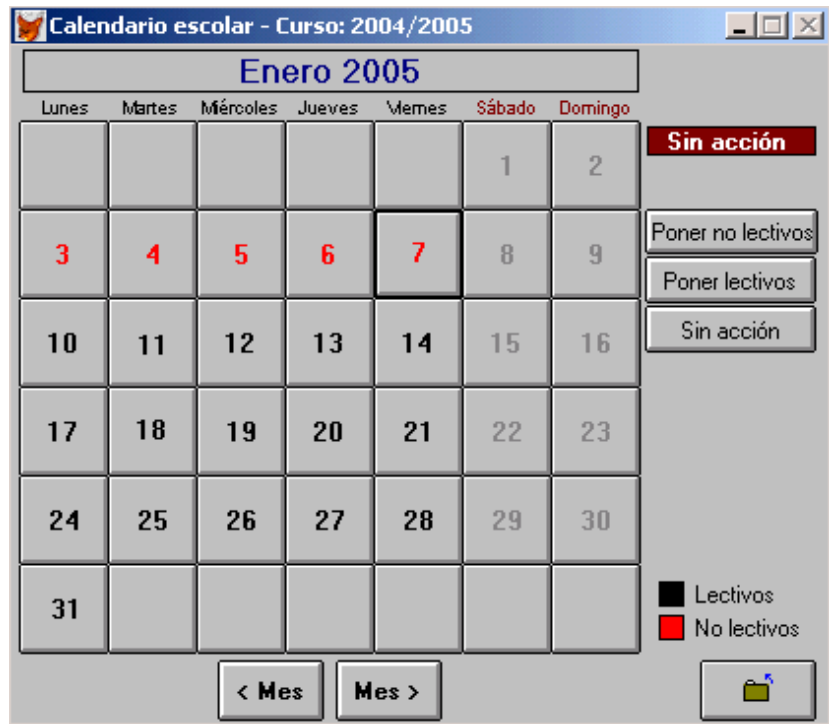 Calendario escolar - Curso: 2004/2005
Enero 2005
Lunes Martes Miércoles Jueves Viernes Sábado Domingo
Sin acción
1 2
3 4 5 6 7 8 9
Poner no lectivos
Poner lectivos
10 11 12 13 14 15 16
Sin acción
17 18 19 20 21 22 23
24 25 26 27 28 29 30
31
Lectivos
No lectivos
< Mes Mes >